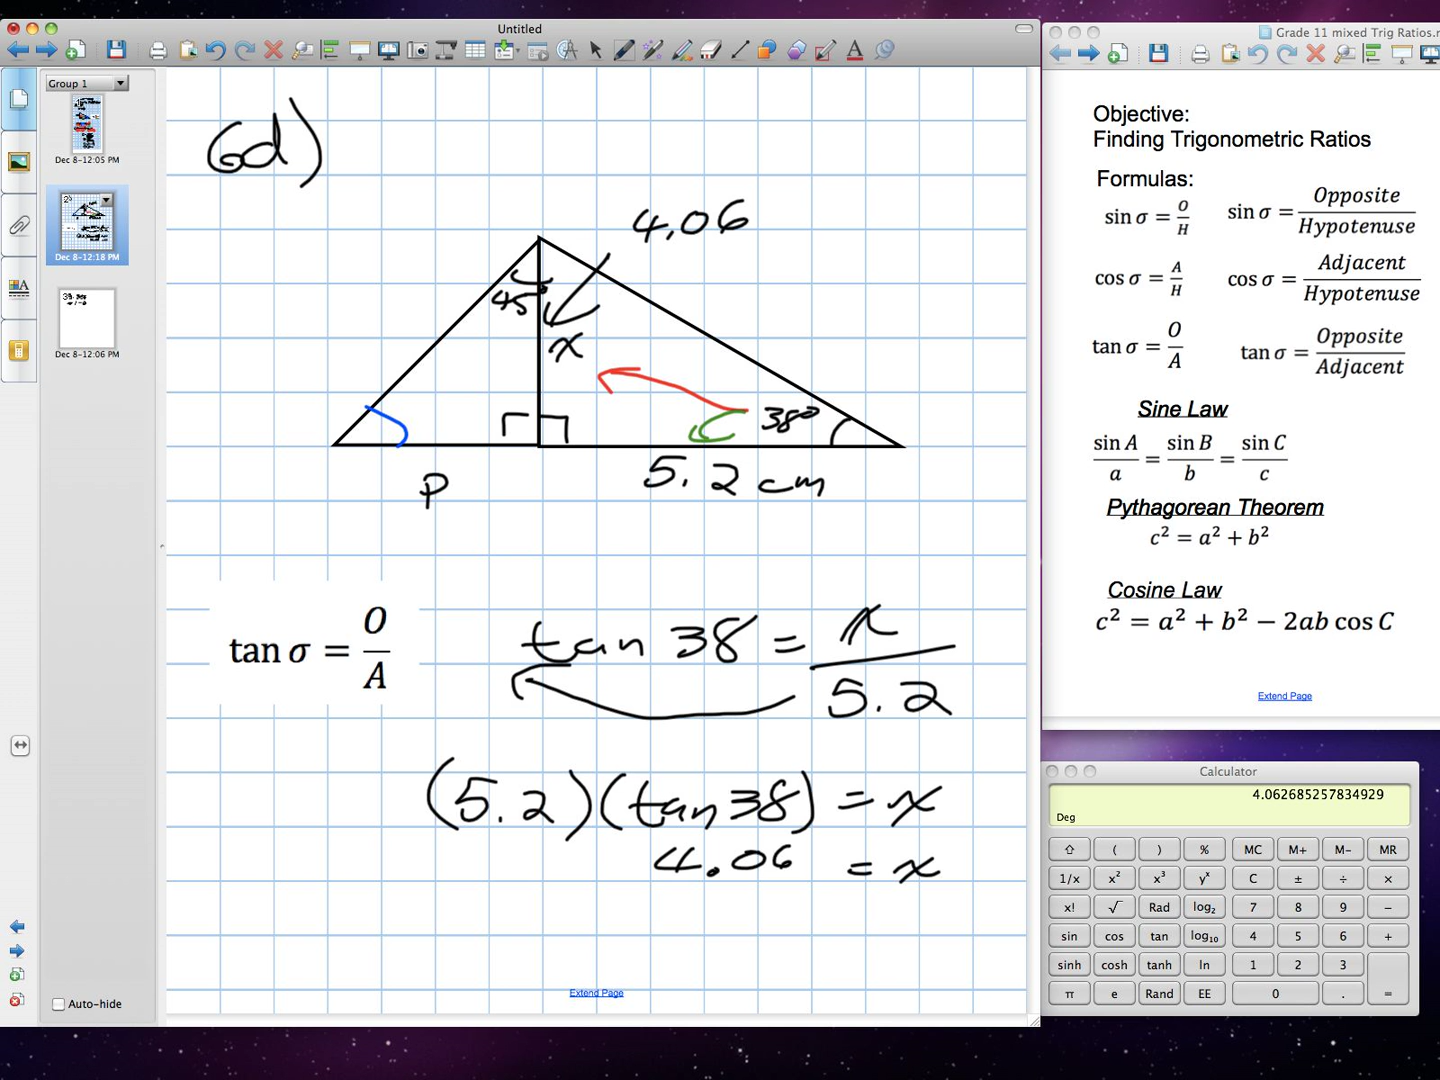 Untitled
Group 1
Dec 8-12:05 PM
Dec 8-12:18 PM
Dec 8-12:06 PM
Auto-hide
6d)
4.06
45
x
38°
P
5.2 cm
tan σ = O/A
tan 38 = x/5.2
(5.2)(tan 38) = x
4.06 = x
Extend Page
Grade 11 mixed Trig Ratios.n
Objective:
Finding Trigonometric Ratios
Formulas:
sin σ = O/H sin σ = Opposite/Hypotenuse
cos σ = A/H cos σ = Adjacent/Hypotenuse
tan σ = O/A tan σ = Opposite/Adjacent
Sine Law
sin A/a = sin B/b = sin C/c
Pythagorean Theorem
c² = a² + b²
Cosine Law
c² = a² + b² − 2ab cos C
Extend Page
Calculator
4.062685257834929
Deg
( ) % MC M+ M- MR
1/x x² x³ yˣ C ± ÷ ×
x! √ Rad log₂ 7 8 9 −
sin cos tan log₁₀ 4 5 6 +
sinh cosh tanh ln 1 2 3
π e Rand EE 0 . =